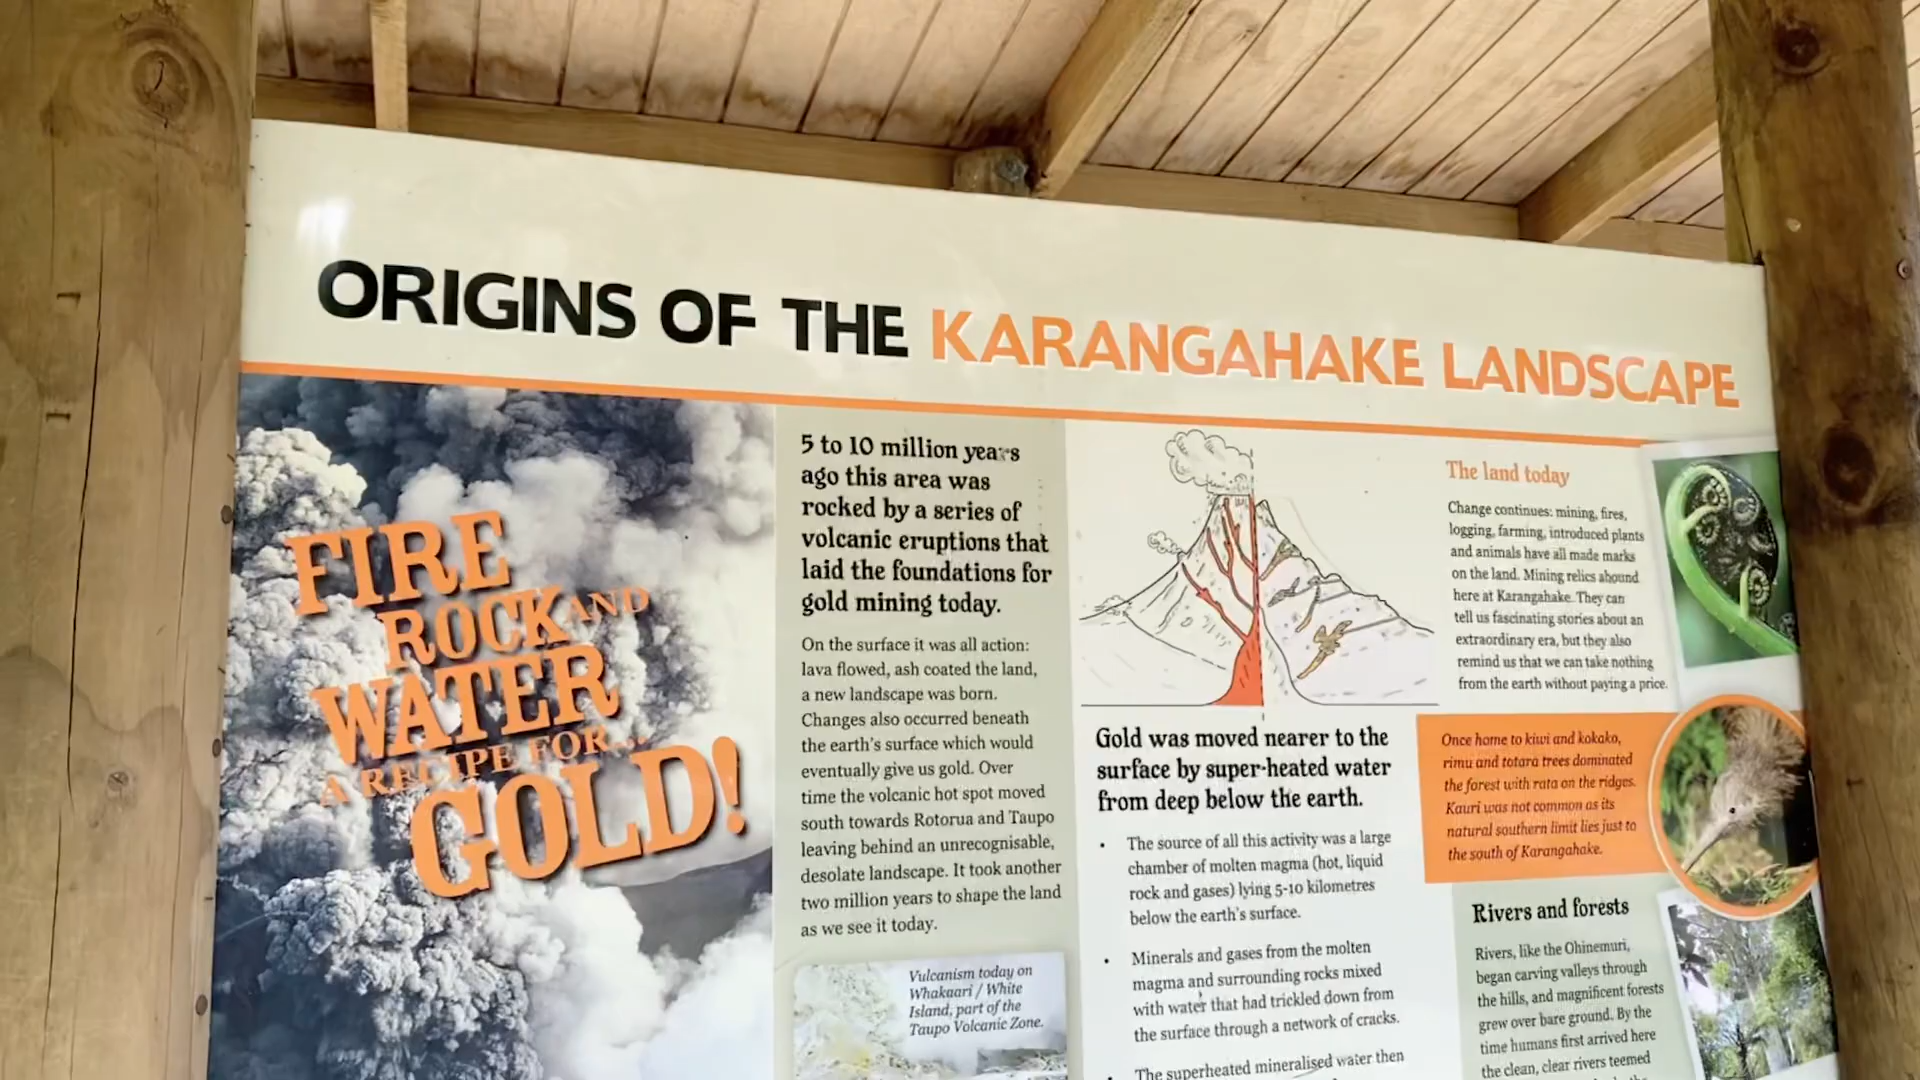 ORIGINS OF THE KARANGAHAKE LANDSCAPE
FIRE
ROCK AND
WATER
A RECIPE FOR...
GOLD!
5 to 10 million years
ago this area was
rocked by a series of
volcanic eruptions that
laid the foundations for
gold mining today.
On the surface it was all action:
lava flowed, ash coated the land,
a new landscape was born.
Changes also occurred beneath
the earth's surface which would
eventually give us gold. Over
time the volcanic hot spot moved
south towards Rotorua and Taupo
leaving behind an unrecognisable,
desolate landscape. It took another
two million years to shape the land
as we see it today.
Vulcanism today on
Whakaari / White
Island, part of the
Taupo Volcanic Zone.
Gold was moved nearer to the
surface by super-heated water
from deep below the earth.
• The source of all this activity was a large
chamber of molten magma (hot, liquid
rock and gases) lying 5-10 kilometres
below the earth's surface.
• Minerals and gases from the molten
magma and surrounding rocks mixed
with water that had trickled down from
the surface through a network of cracks.
• The superheated mineralised water then
The land today
Change continues: mining, fires,
logging, farming, introduced plants
and animals have all made marks
on the land. Mining relics abound
here at Karangahake. They can
tell us fascinating stories about an
extraordinary era, but they also
remind us that we can take nothing
from the earth without paying a price.
Once home to kiwi and kokako,
rimu and totara trees dominated
the forest with rata on the ridges.
Kauri was not common as its
natural southern limit lies just to
the south of Karangahake.
Rivers and forests
Rivers, like the Ohinemuri,
began carving valleys through
the hills, and magnificent forests
grew over bare ground. By the
time humans first arrived here
the clean, clear rivers teemed